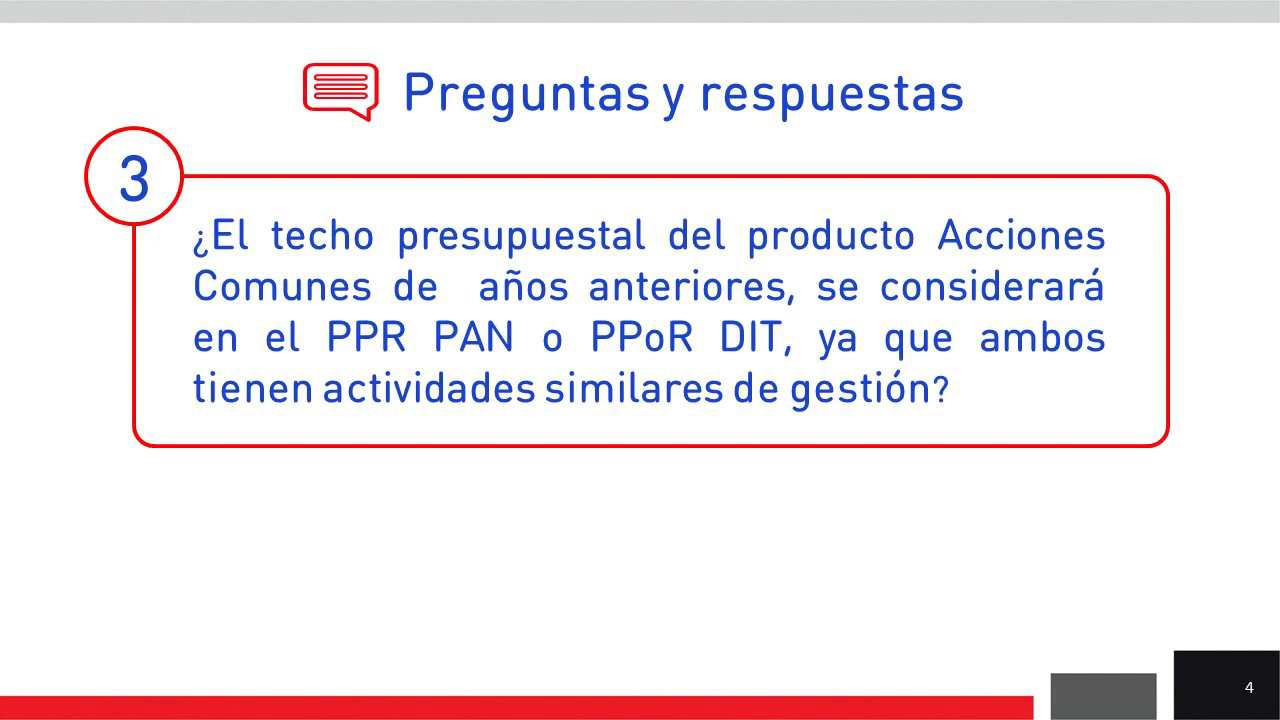 Preguntas y respuestas
3
¿El techo presupuestal del producto Acciones
Comunes de años anteriores, se considerará
en el PPR PAN o PPoR DIT, ya que ambos
tienen actividades similares de gestión?
4